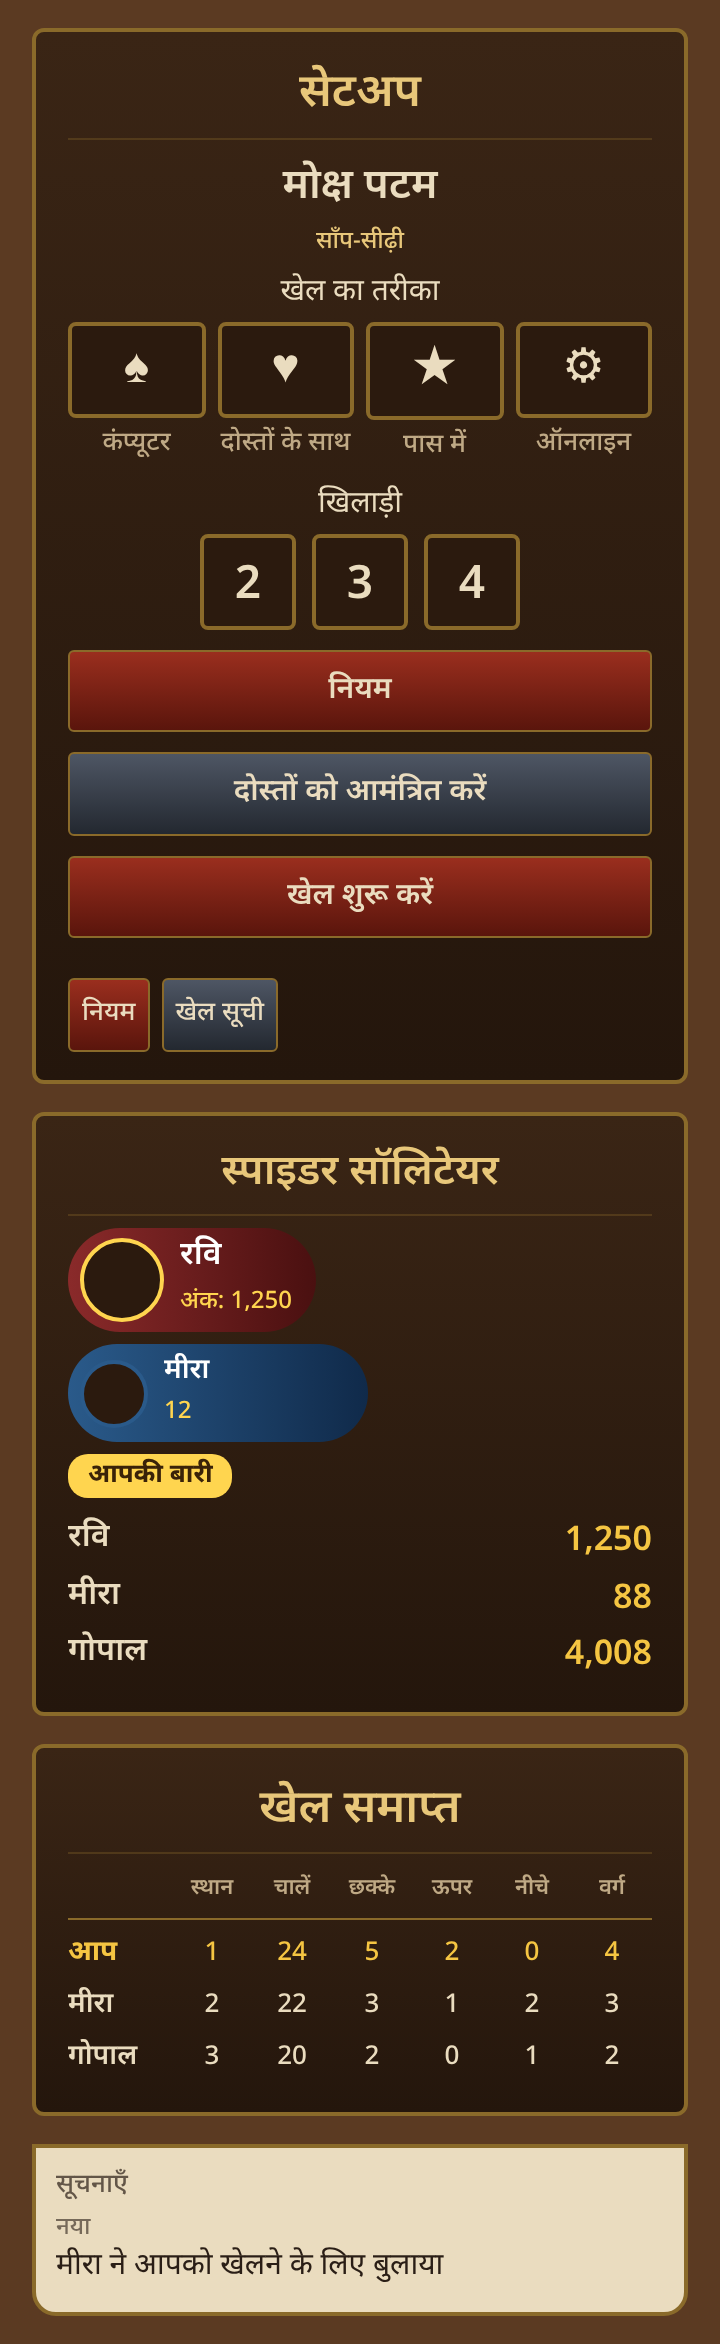 सेटअप
मोक्ष पटम
साँप-सीढ़ी
खेल का तरीका
♠ ♥ ★ ⚙
कंप्यूटर दोस्तों के साथ पास में ऑनलाइन
खिलाड़ी
2 3 4
नियम
दोस्तों को आमंत्रित करें
खेल शुरू करें
नियम खेल सूची
स्पाइडर सॉलिटेयर
रवि
अंक: 1,250
मीरा
12
आपकी बारी
रवि 1,250
मीरा 88
गोपाल 4,008
खेल समाप्त
स्थान चालें छक्के ऊपर नीचे वर्ग
आप 1 24 5 2 0 4
मीरा 2 22 3 1 2 3
गोपाल 3 20 2 0 1 2
सूचनाएँ
नया
मीरा ने आपको खेलने के लिए बुलाया